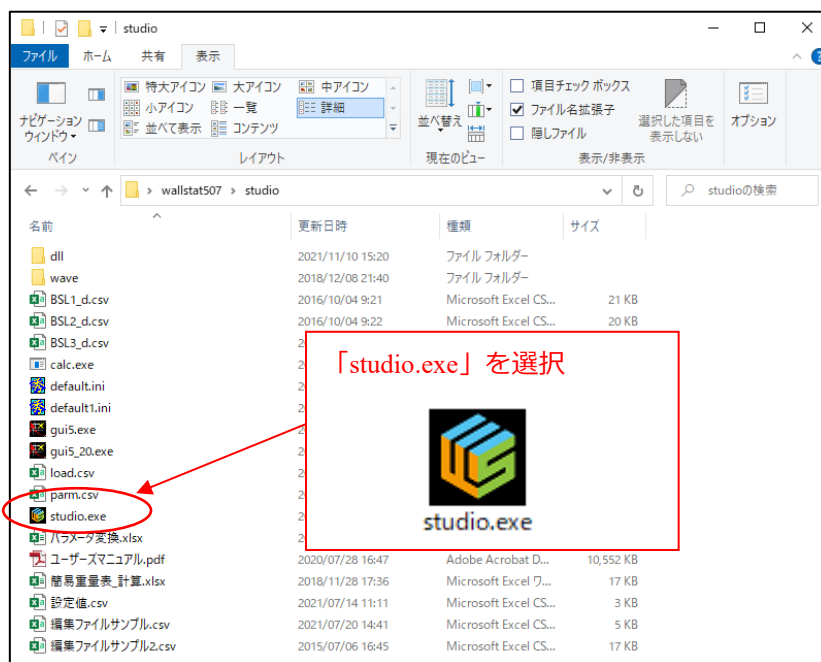 studio
ファイル ホーム 共有 表示
ナビゲーション ウィンドウ
特大アイコン 大アイコン 中アイコン
小アイコン 一覧 詳細
並べて表示 コンテンツ
並べ替え
項目チェック ボックス
ファイル名拡張子
隠しファイル
選択した項目を 表示しない
オプション
ペイン レイアウト 現在のビュー 表示/非表示
wallstat507 studio studioの検索
名前 更新日時 種類 サイズ
dll 2021/11/10 15:20 ファイル フォルダー
wave 2018/12/08 21:40 ファイル フォルダー
BSL1_d.csv 2016/10/04 9:21 Microsoft Excel CS... 21 KB
BSL2_d.csv 2016/10/04 9:22 Microsoft Excel CS... 20 KB
BSL3_d.csv
calc.exe
default.ini
default1.ini
gui5.exe
gui5_20.exe
load.csv
parm.csv
studio.exe
パラメータ変換.xlsx
ユーザーズマニュアル.pdf 2020/07/28 16:47 Adobe Acrobat D... 10,552 KB
簡易重量表_計算.xlsx 2018/11/28 17:36 Microsoft Excel ワ... 17 KB
設定値.csv 2021/07/14 11:11 Microsoft Excel CS... 3 KB
編集ファイルサンプル.csv 2021/07/20 14:41 Microsoft Excel CS... 5 KB
編集ファイルサンプル2.csv 2015/07/06 16:45 Microsoft Excel CS... 17 KB
「studio.exe」を選択
studio.exe